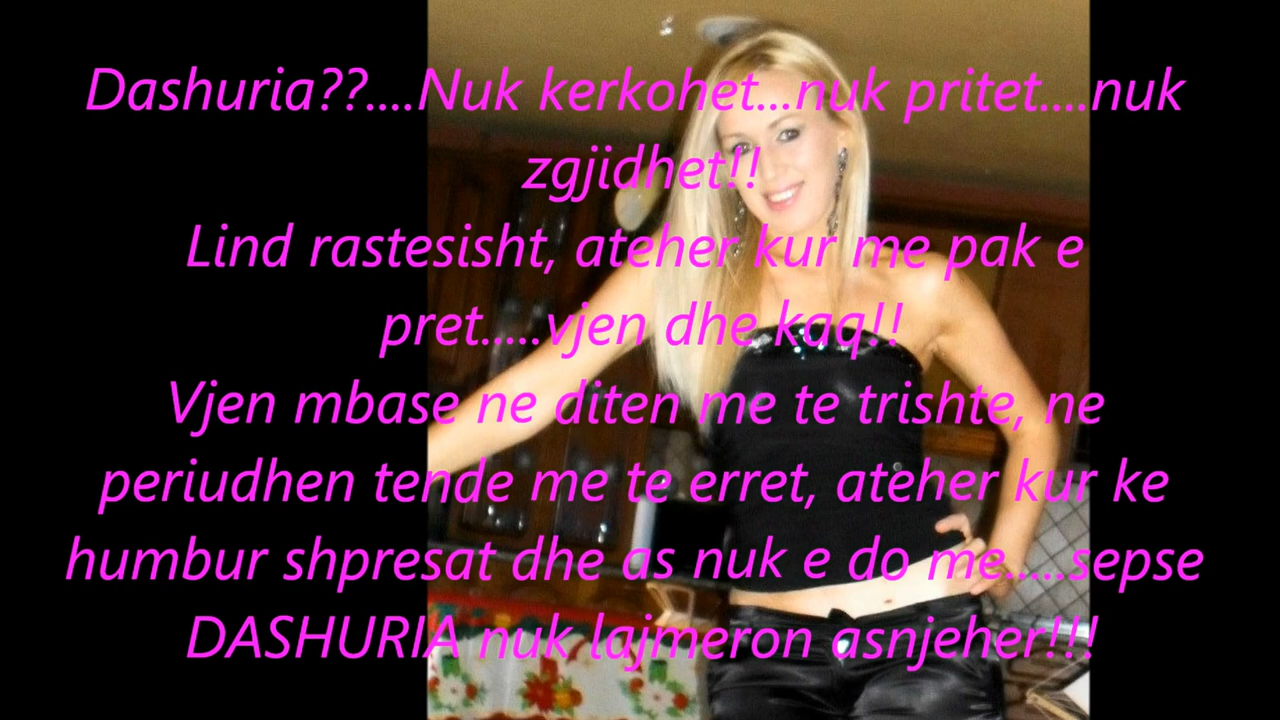 Dashuria??....Nuk kerkohet...nuk pritet....nuk
zgjidhet!!
Lind rastesisht, ateher kur me pak e
pret.....vjen dhe kaq!!
Vjen mbase ne diten me te trishte, ne
periudhen tende me te erret, ateher kur ke
humbur shpresat dhe as nuk e do me.....sepse
DASHURIA nuk lajmeron asnjeher!!!